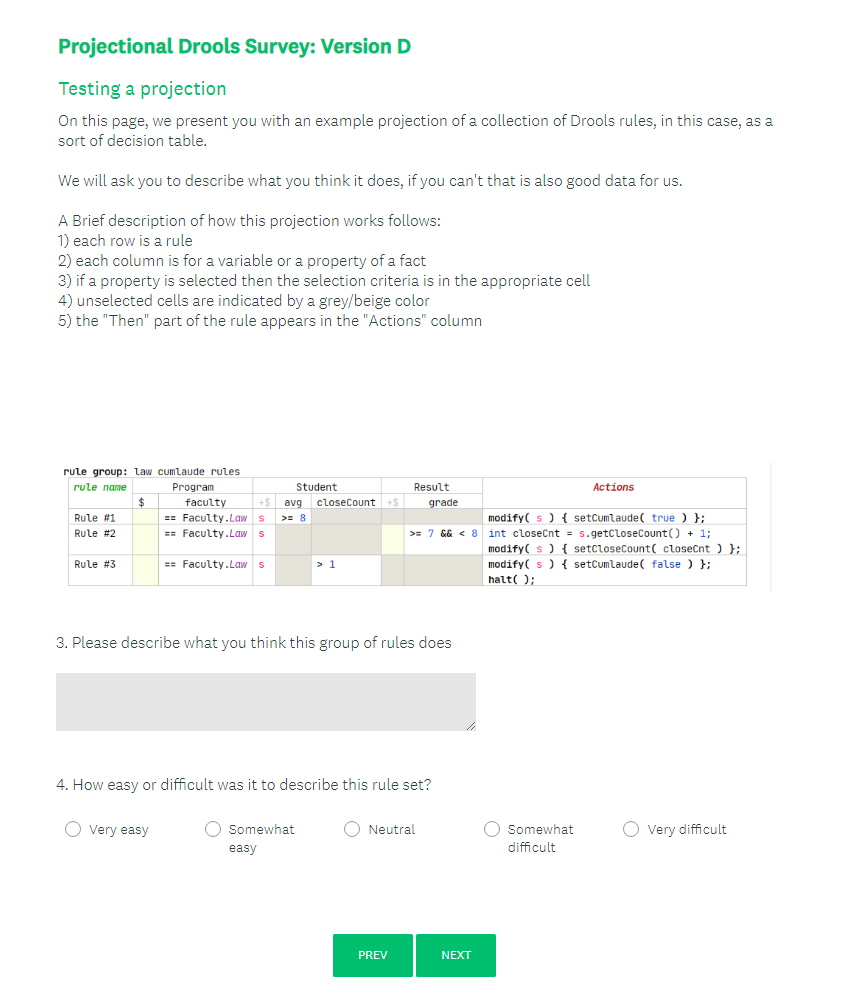 Projectional Drools Survey: Version D
Testing a projection
On this page, we present you with an example projection of a collection of Drools rules, in this case, as a
sort of decision table.
We will ask you to describe what you think it does, if you can't that is also good data for us.
A Brief description of how this projection works follows:
1) each row is a rule
2) each column is for a variable or a property of a fact
3) if a property is selected then the selection criteria is in the appropriate cell
4) unselected cells are indicated by a grey/beige color
5) the "Then" part of the rule appears in the "Actions" column
rule group: law cumlaude rules
rule name Program Student Result Actions
$ faculty +$ avg closeCount +$ grade
Rule #1 == Faculty.Law s >= 8 modify( s ) { setCumlaude( true ) };
Rule #2 == Faculty.Law s >= 7 && < 8 int closeCnt = s.getCloseCount() + 1;
modify( s ) { setCloseCount( closeCnt ) };
Rule #3 == Faculty.Law s > 1 modify( s ) { setCumlaude( false ) };
halt( );
3. Please describe what you think this group of rules does
4. How easy or difficult was it to describe this rule set?
Very easy Somewhat Neutral Somewhat Very difficult
easy difficult
PREV NEXT